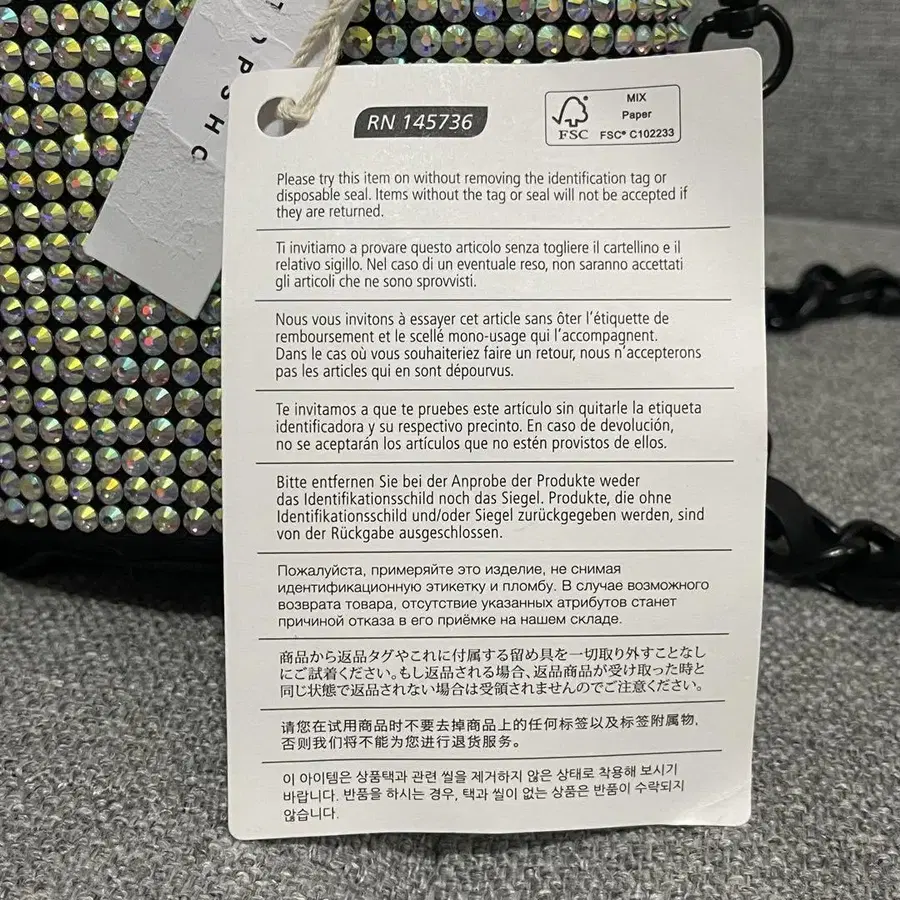 TOPSHO
RN 145736
FSC
MIX
Paper
FSC® C102233
Please try this item on without removing the identification tag or
disposable seal. Items without the tag or seal will not be accepted if
they are returned.
Ti invitiamo a provare questo articolo senza togliere il cartellino e il
relativo sigillo. Nel caso di un eventuale reso, non saranno accettati
gli articoli che ne sono sprovvisti.
Nous vous invitons à essayer cet article sans ôter l'étiquette de
remboursement et le scellé mono-usage qui l'accompagnent.
Dans le cas où vous souhaiteriez faire un retour, nous n'accepterons
pas les articles qui en sont dépourvus.
Te invitamos a que te pruebes este artículo sin quitarle la etiqueta
identificadora y su respectivo precinto. En caso de devolución,
no se aceptarán los artículos que no estén provistos de ellos.
Bitte entfernen Sie bei der Anprobe der Produkte weder
das Identifikationsschild noch das Siegel. Produkte, die ohne
Identifikationsschild und/oder Siegel zurückgegeben werden, sind
von der Rückgabe ausgeschlossen.
Пожалуйста, примеряйте это изделие, не снимая
идентификационную этикетку и пломбу. В случае возможного
возврата товара, отсутствие указанных атрибутов станет
причиной отказа в его приёмке на нашем складе.
商品から返品タグやこれに付属する留め具を一切取り外すことなし
にご試着ください。もし返品される場合、返品商品が受け取った時と
同じ状態で返品されない場合は受領されませんのでご注意ください。
请您在试用商品时不要去掉商品上的任何标签以及标签附属物,
否则我们将不能为您进行退货服务。
이 아이템은 상품택과 관련 씰을 제거하지 않은 상태로 착용해 보시기
바랍니다. 반품을 하시는 경우, 택과 씰이 없는 상품은 반품이 수락되지
않습니다.